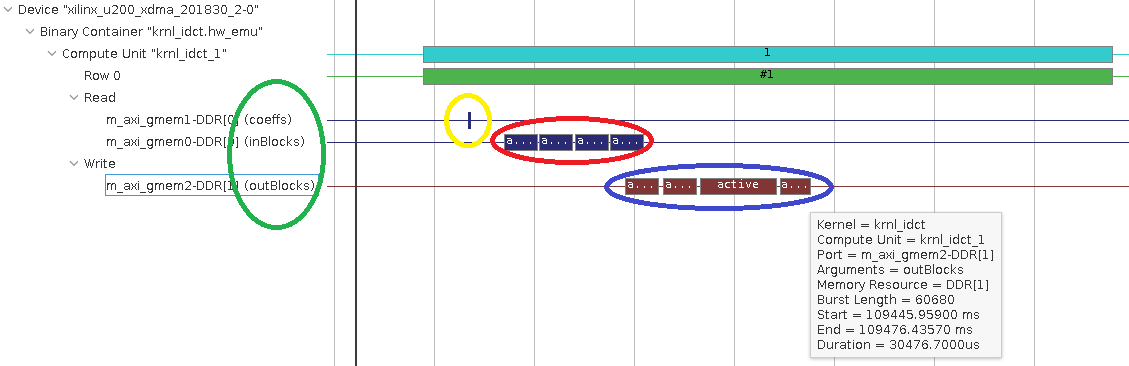 Device "xilinx_u200_xdma_201830_2-0"
Binary Container "krnl_idct.hw_emu"
Compute Unit "krnl_idct_1"
1
Row 0
#1
Read
m_axi_gmem1-DDR[0] (coeffs)
m_axi_gmem0-DDR[0] (inBlocks)
a... a... a... a...
Write
m_axi_gmem2-DDR[1] (outBlocks)
a... a... active a...
Kernel = krnl_idct
Compute Unit = krnl_idct_1
Port = m_axi_gmem2-DDR[1]
Arguments = outBlocks
Memory Resource = DDR[1]
Burst Length = 60680
Start = 109445.95900 ms
End = 109476.43570 ms
Duration = 30476.7000us